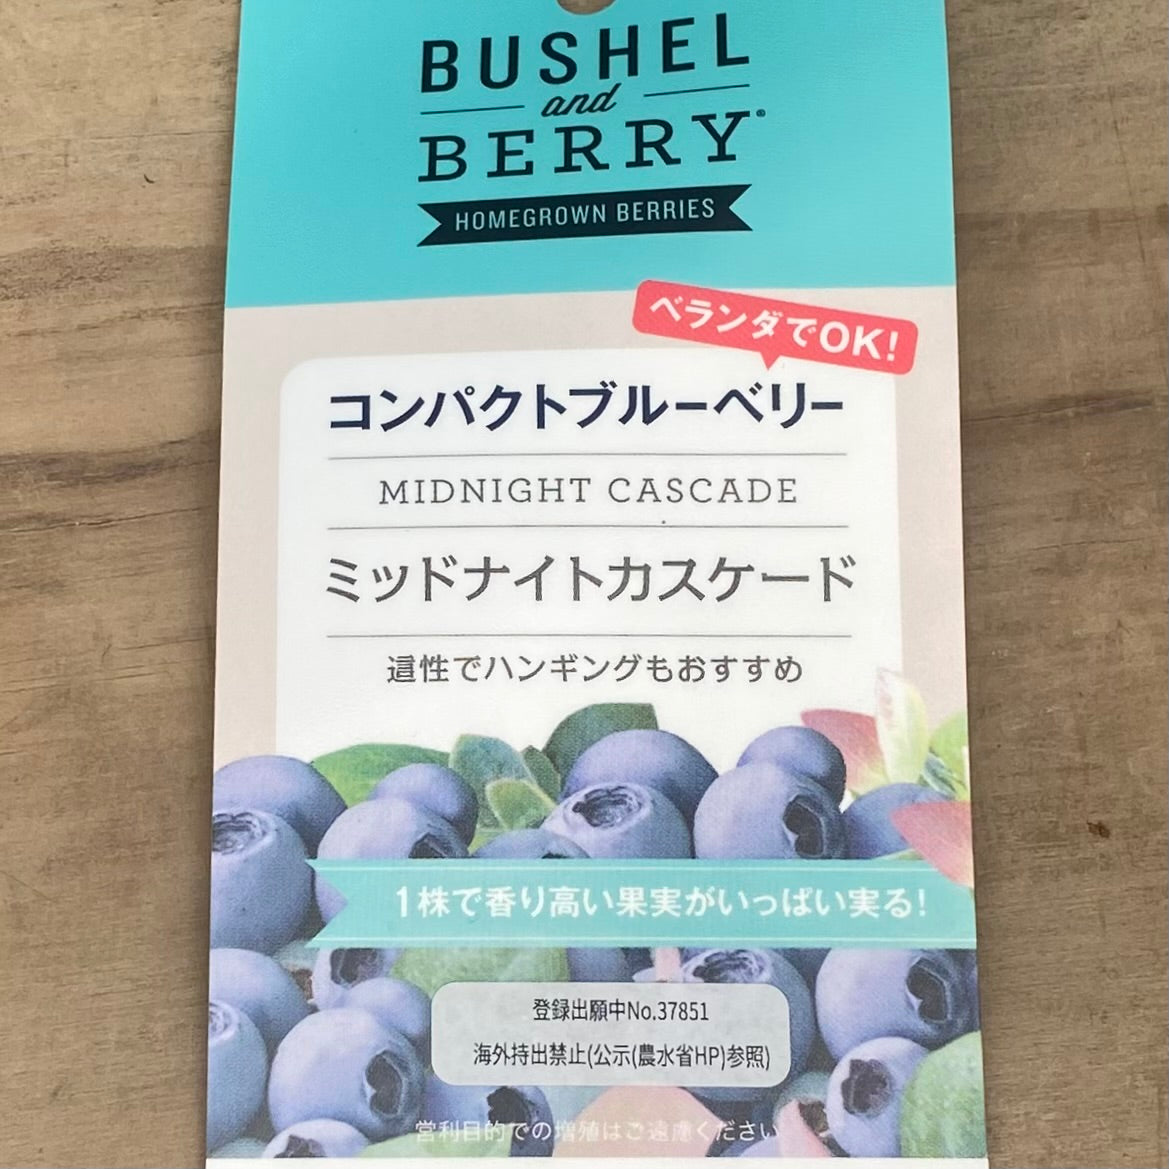 BUSHEL
and
BERRY®
HOMEGROWN BERRIES
ベランダでOK!
コンパクトブルーベリー
MIDNIGHT CASCADE
ミッドナイトカスケード
這性でハンギングもおすすめ
1株で香り高い果実がいっぱい実る!
登録出願中No.37851
海外持出禁止(公示(農水省HP)参照)
営利目的での増殖はご遠慮ください